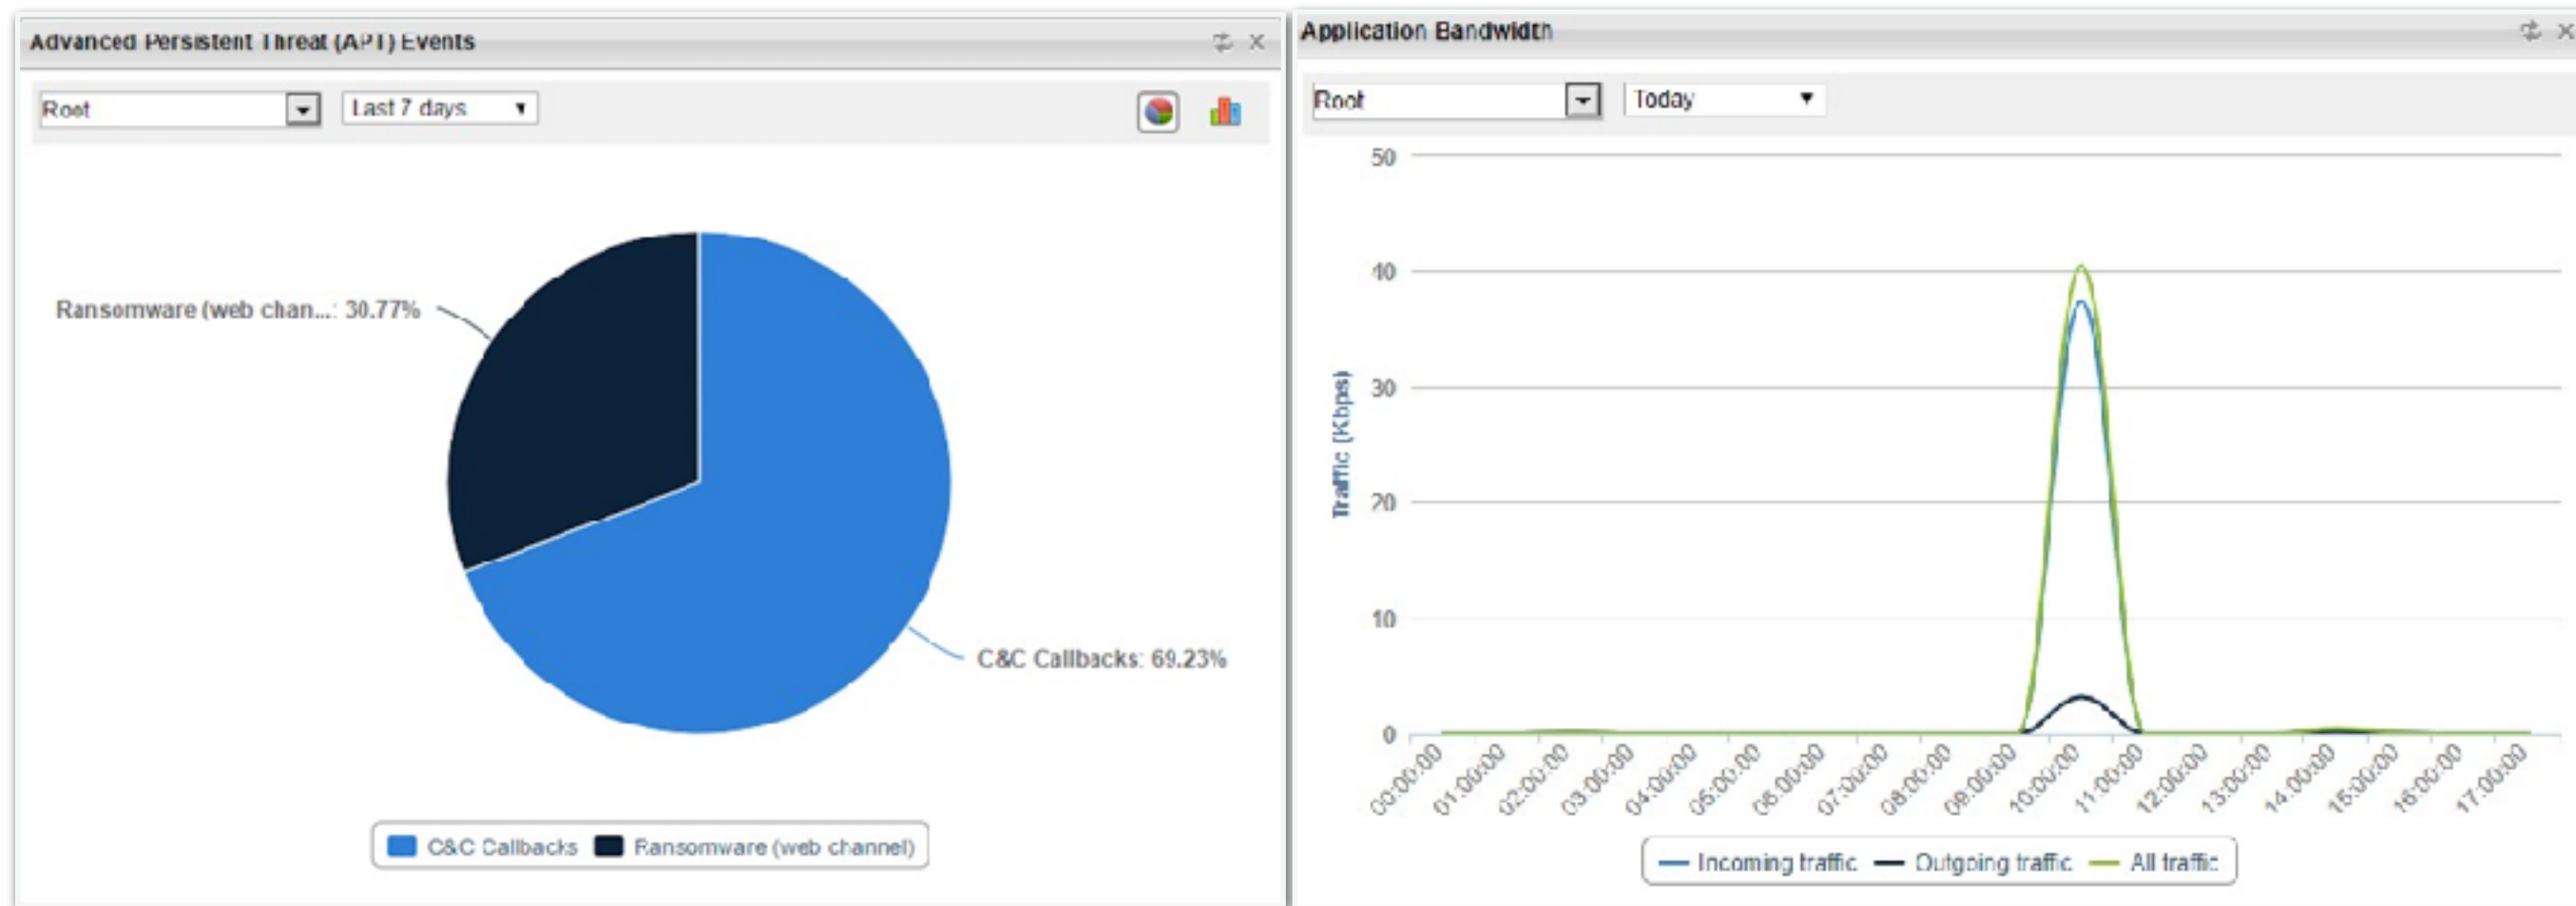 Advanced Persistent Threat (APT) Events
Root
Last 7 days
Ransomware (web chan...: 30.77%
C&C Callbacks: 69.23%
C&C Callbacks
Ransomware (web channel)
Application Bandwidth
Root
Today
Traffic (Kbps)
50
40
30
20
10
0
00:00:00
01:00:00
02:00:00
03:00:00
04:00:00
05:00:00
06:00:00
07:00:00
08:00:00
09:00:00
10:00:00
11:00:00
12:00:00
13:00:00
14:00:00
15:00:00
16:00:00
17:00:00
Incoming traffic
Outgoing traffic
All traffic